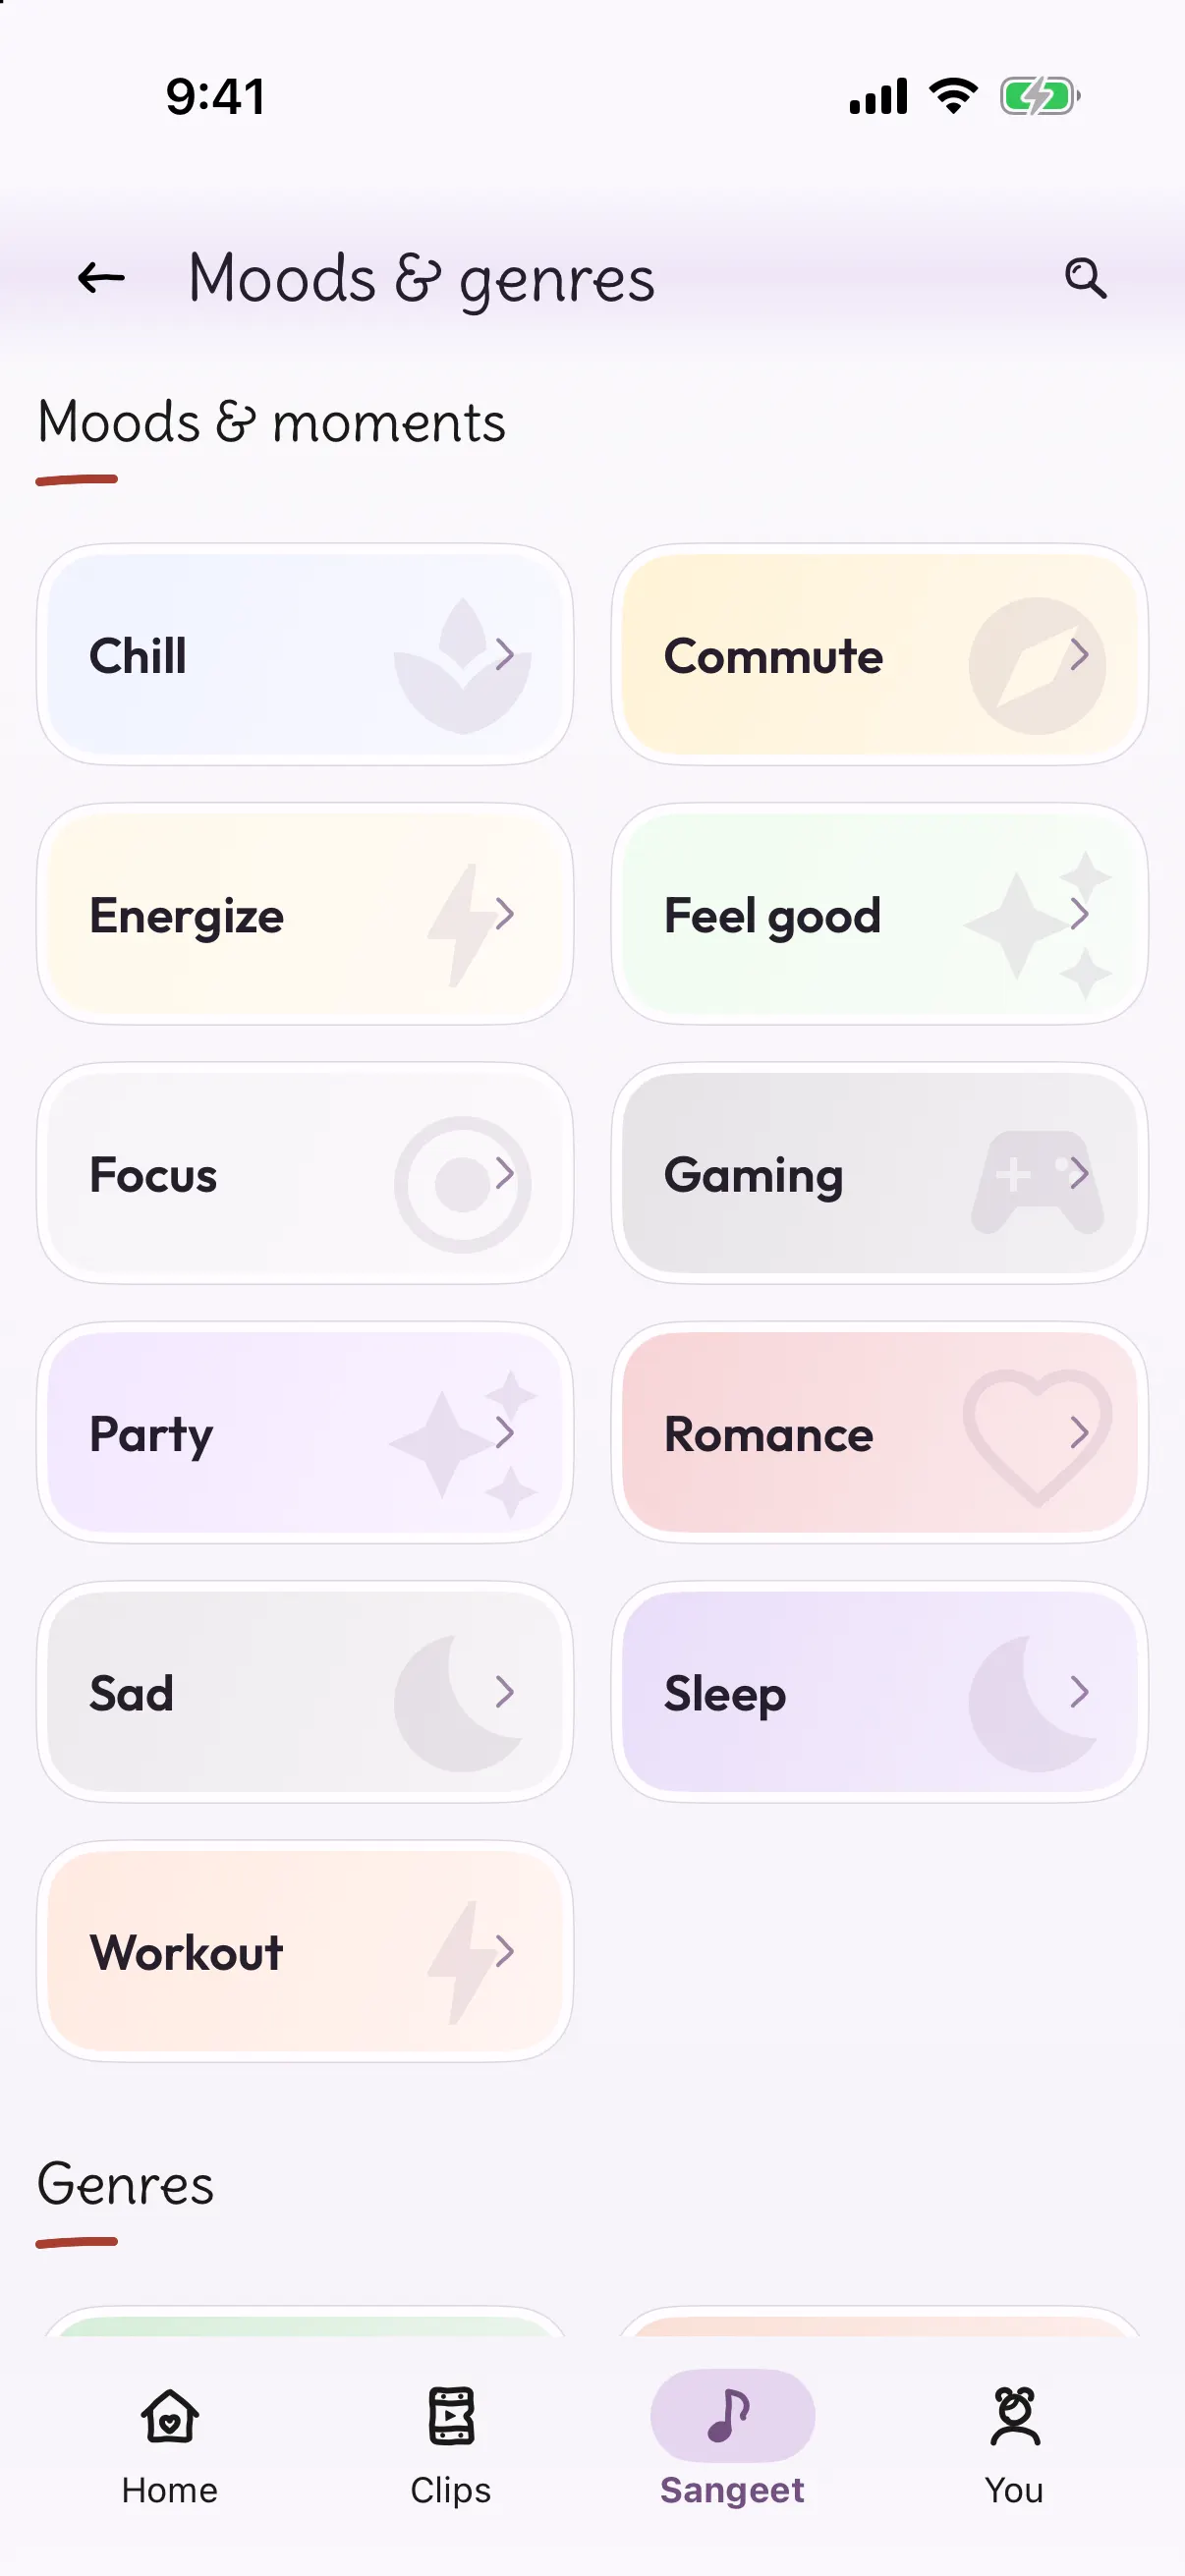 9:41
Moods & genres
Moods & moments
Chill
Commute
Energize
Feel good
Focus
Gaming
Party
Romance
Sad
Sleep
Workout
Genres
Home
Clips
Sangeet
You